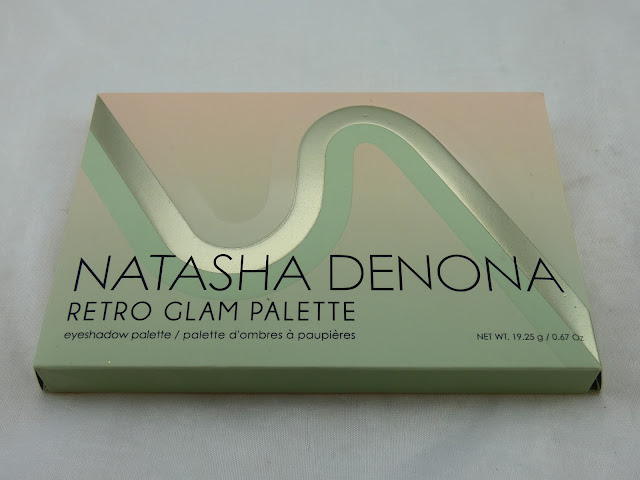 NATASHA DENONA
RETRO GLAM PALETTE
eyeshadow palette / palette d'ombres à paupières
NET WT. 19.25 g / 0.67 Oz